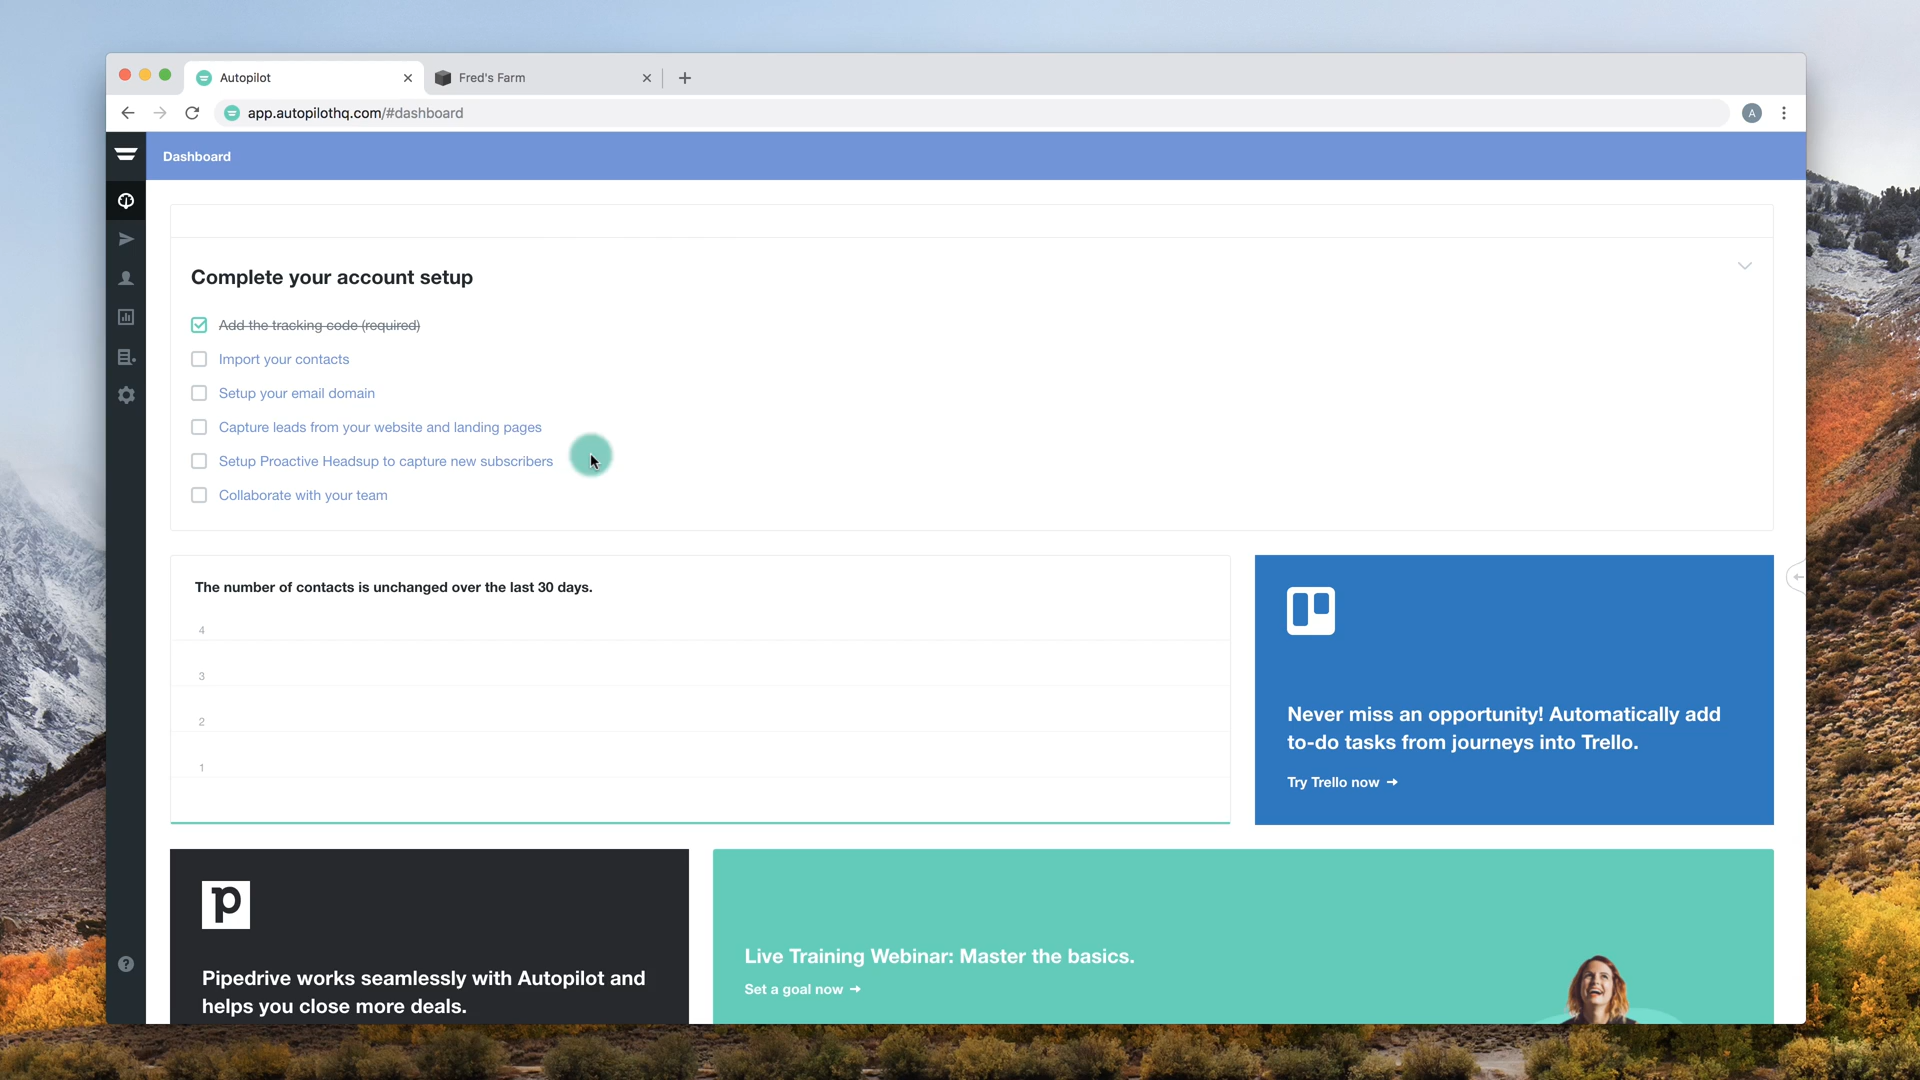 Autopilot
Fred's Farm
app.autopilothq.com/#dashboard
A
Dashboard
Complete your account setup
Add the tracking code (required)
Import your contacts
Setup your email domain
Capture leads from your website and landing pages
Setup Proactive Headsup to capture new subscribers
Collaborate with your team
The number of contacts is unchanged over the last 30 days.
4
3
2
1
Never miss an opportunity! Automatically add
to-do tasks from journeys into Trello.
Try Trello now →
p
Pipedrive works seamlessly with Autopilot and
helps you close more deals.
Live Training Webinar: Master the basics.
Set a goal now →
?